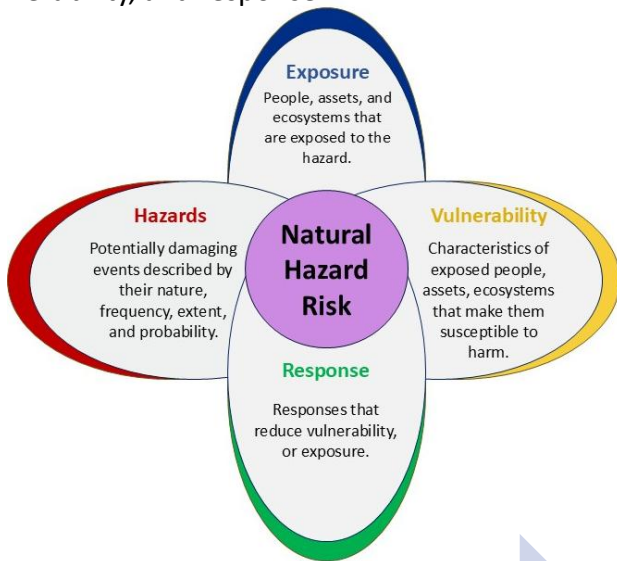 Exposure
People, assets, and
ecosystems that
are exposed to the
hazard.
Hazards
Potentially damaging
events described by
their nature,
frequency, extent,
and probability.
Natural
Hazard
Risk
Vulnerability
Characteristics of
exposed people,
assets, ecosystems
that make them
susceptible to
harm.
Response
Responses that
reduce vulnerability,
or exposure.